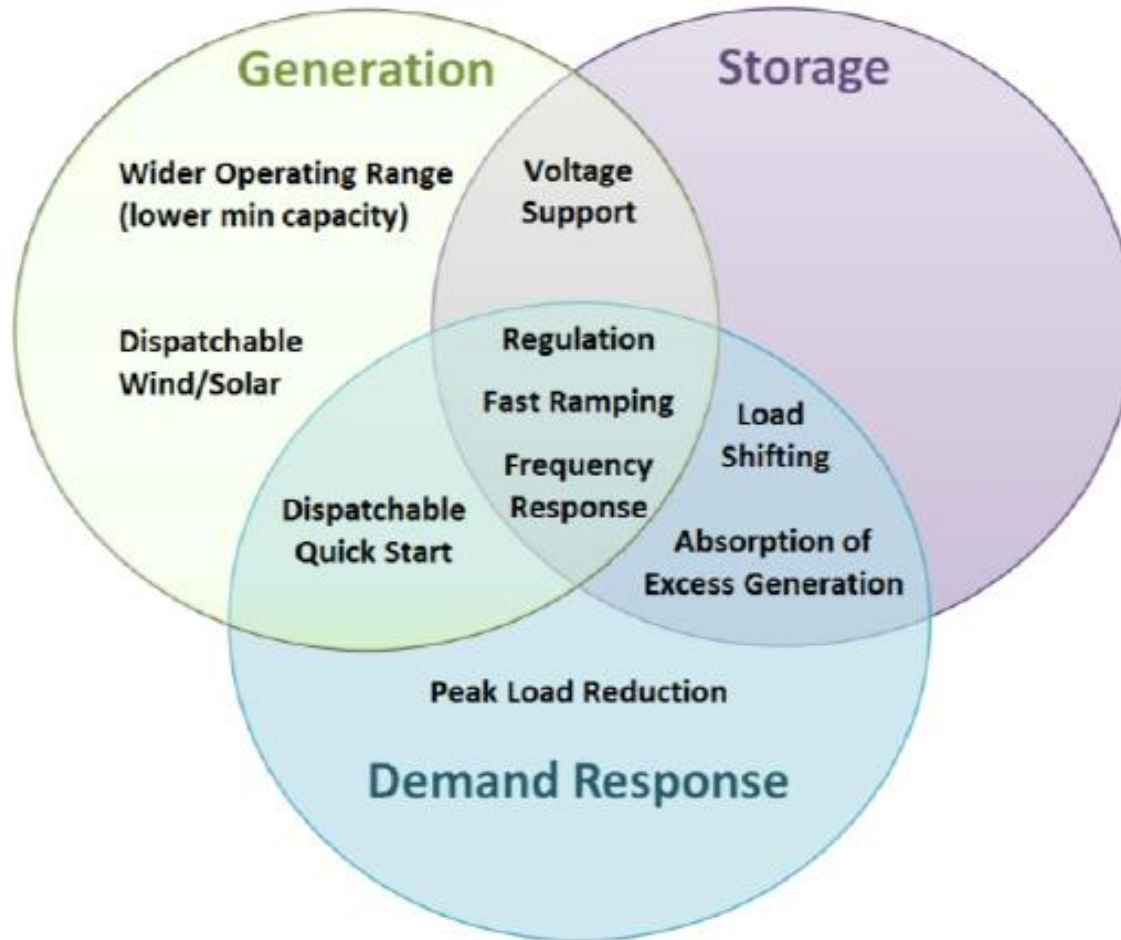 Generation
Storage
Wider Operating Range
(lower min capacity)
Voltage
Support
Dispatchable
Wind/Solar
Regulation
Fast Ramping
Frequency
Response
Load
Shifting
Dispatchable
Quick Start
Absorption of
Excess Generation
Peak Load Reduction
Demand Response